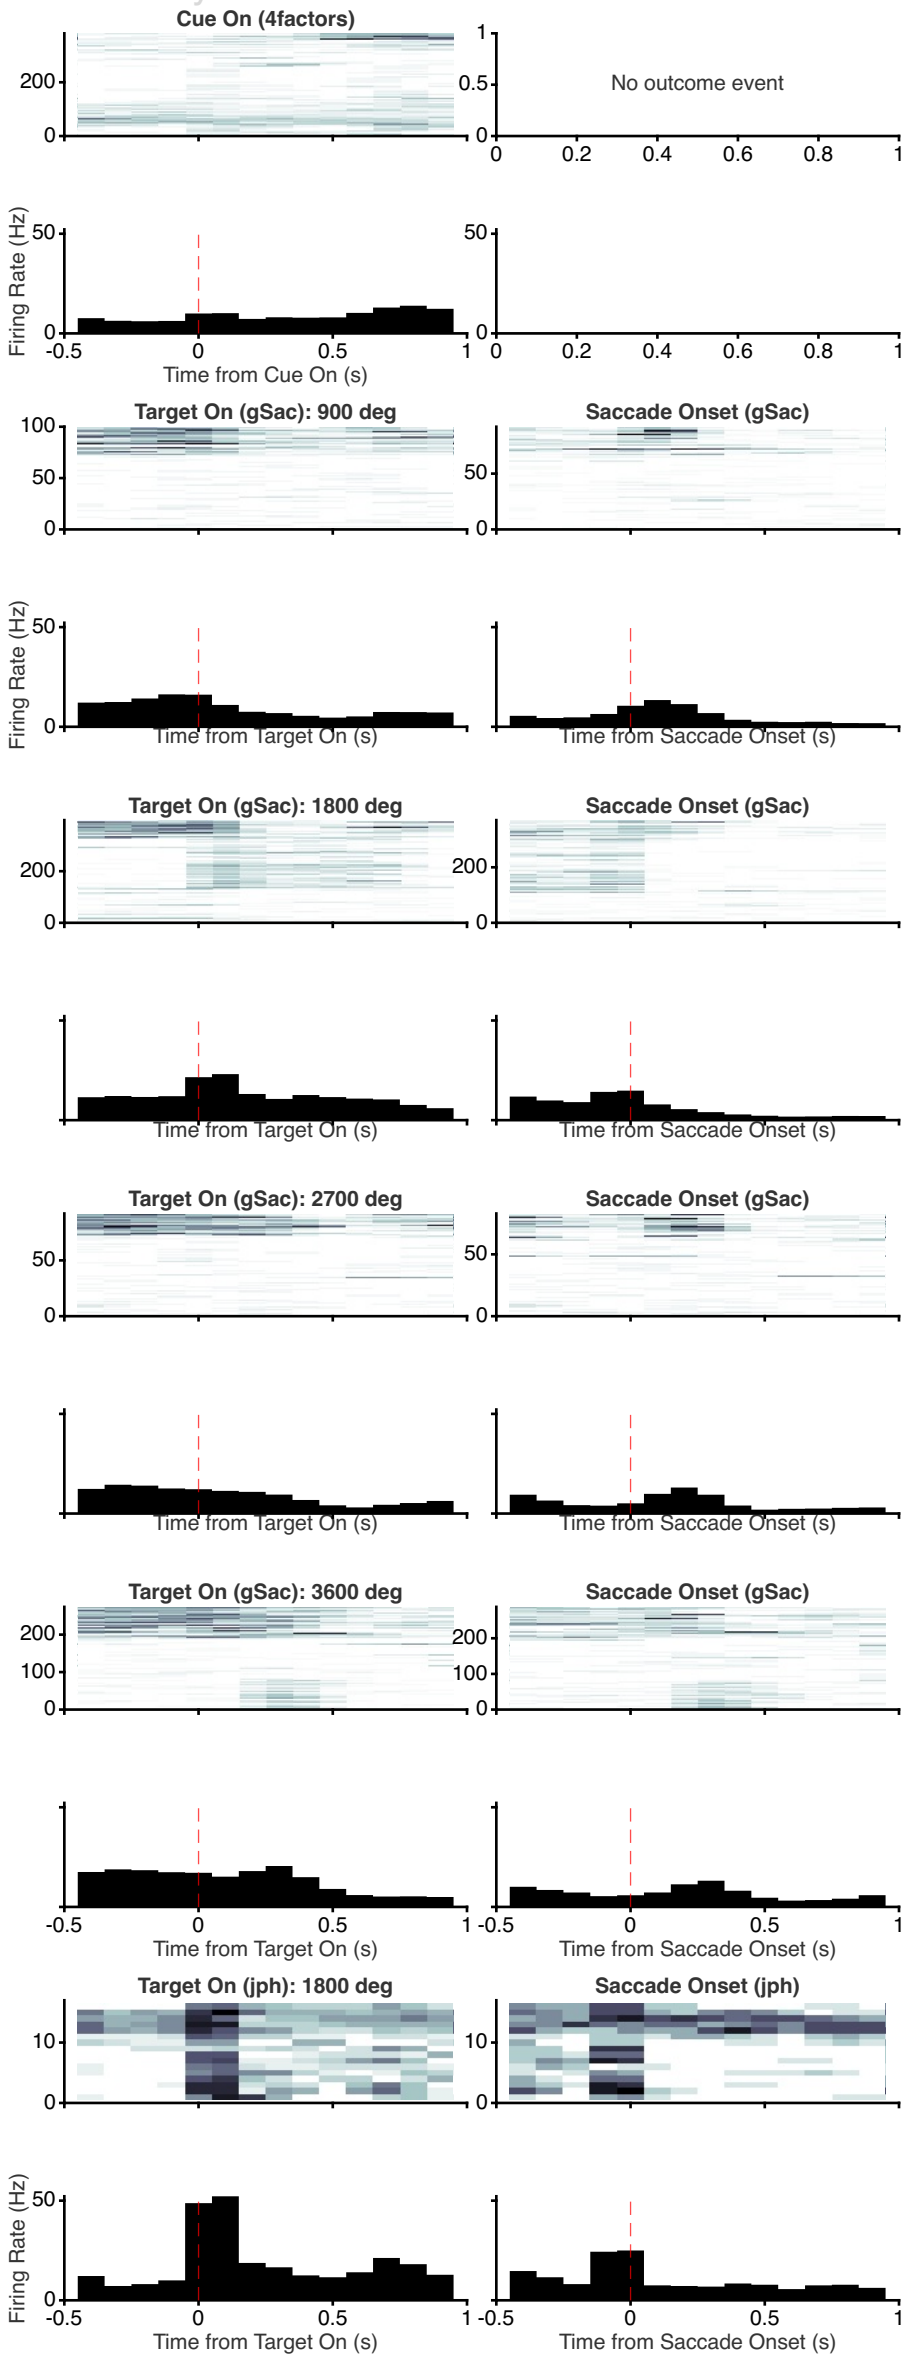 Cue On (4factors)
200
0
1
0.5
0
No outcome event
0 0.2 0.4 0.6 0.8 1
Firing Rate (Hz)
50
0
-0.5 0 0.5 1
Time from Cue On (s)
50
0
0 0.2 0.4 0.6 0.8 1
Target On (gSac): 900 deg
100
50
0
Saccade Onset (gSac)
50
0
Firing Rate (Hz)
50
0
Time from Target On (s)
50
0
Time from Saccade Onset (s)
Target On (gSac): 1800 deg
200
0
Saccade Onset (gSac)
200
0
Time from Target On (s)
Time from Saccade Onset (s)
Target On (gSac): 2700 deg
50
0
Saccade Onset (gSac)
50
0
Time from Target On (s)
Time from Saccade Onset (s)
Target On (gSac): 3600 deg
200
100
0
Saccade Onset (gSac)
200
100
0
-0.5 0 0.5 1
Time from Target On (s)
-0.5 0 0.5 1
Time from Saccade Onset (s)
Target On (jph): 1800 deg
10
0
Saccade Onset (jph)
10
0
Firing Rate (Hz)
50
0
-0.5 0 0.5 1
Time from Target On (s)
-0.5 0 0.5 1
Time from Saccade Onset (s)